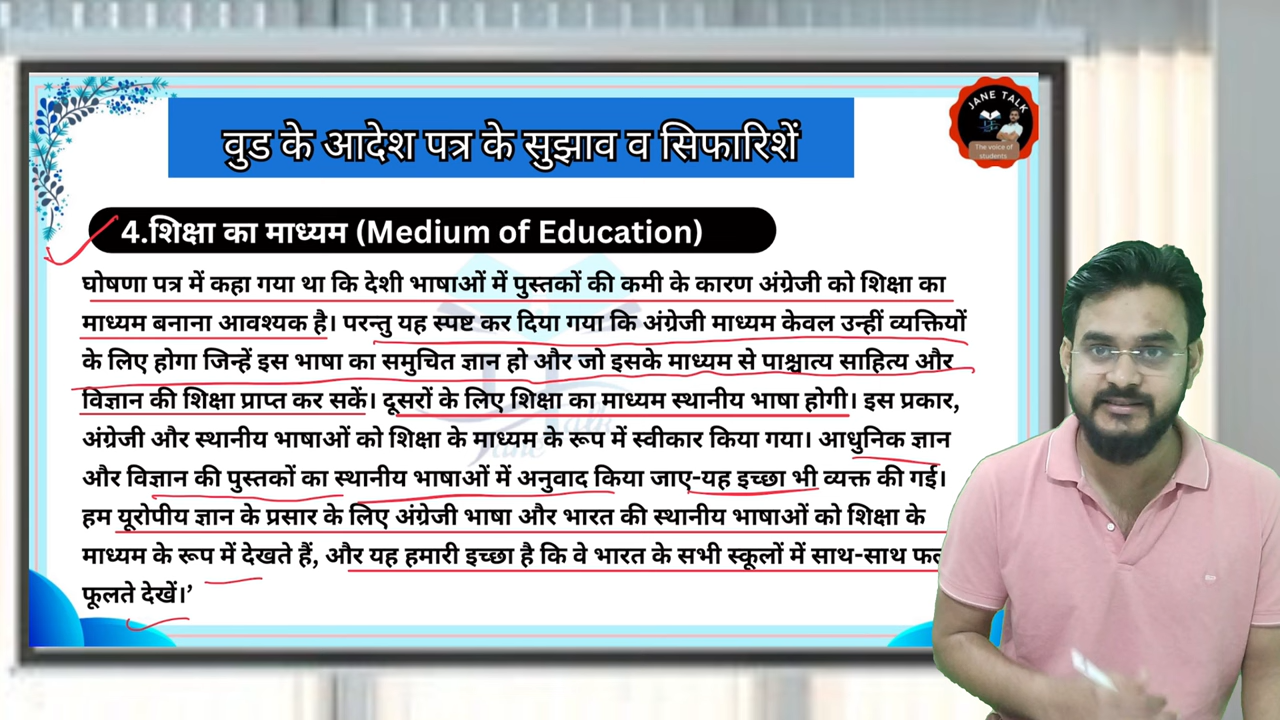 वुड के आदेश पत्र के सुझाव व सिफारिशें
JANE TALK
The voice of
students
4.शिक्षा का माध्यम (Medium of Education)
घोषणा पत्र में कहा गया था कि देशी भाषाओं में पुस्तकों की कमी के कारण अंग्रेजी को शिक्षा का
माध्यम बनाना आवश्यक है। परन्तु यह स्पष्ट कर दिया गया कि अंग्रेजी माध्यम केवल उन्हीं व्यक्तियों
के लिए होगा जिन्हें इस भाषा का समुचित ज्ञान हो और जो इसके माध्यम से पाश्चात्य साहित्य और
विज्ञान की शिक्षा प्राप्त कर सकें। दूसरों के लिए शिक्षा का माध्यम स्थानीय भाषा होगी। इस प्रकार,
अंग्रेजी और स्थानीय भाषाओं को शिक्षा के माध्यम के रूप में स्वीकार किया गया। आधुनिक ज्ञान
और विज्ञान की पुस्तकों का स्थानीय भाषाओं में अनुवाद किया जाए-यह इच्छा भी व्यक्त की गई।
हम यूरोपीय ज्ञान के प्रसार के लिए अंग्रेजी भाषा और भारत की स्थानीय भाषाओं को शिक्षा के
माध्यम के रूप में देखते हैं, और यह हमारी इच्छा है कि वे भारत के सभी स्कूलों में साथ-साथ
फूलते देखें।’